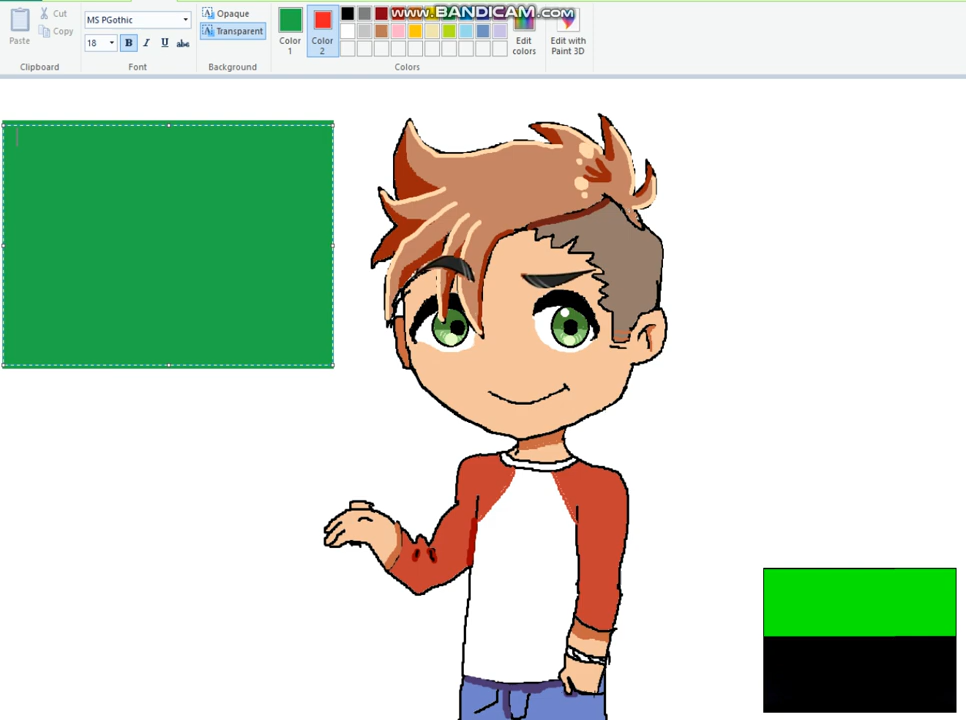 WWW.BANDICAM.COM
Paste
Cut
Copy
Clipboard
MS PGothic
18
B I U abc
Font
Opaque
Transparent
Background
Color 1
Color 2
Colors
Edit colors
Edit with Paint 3D